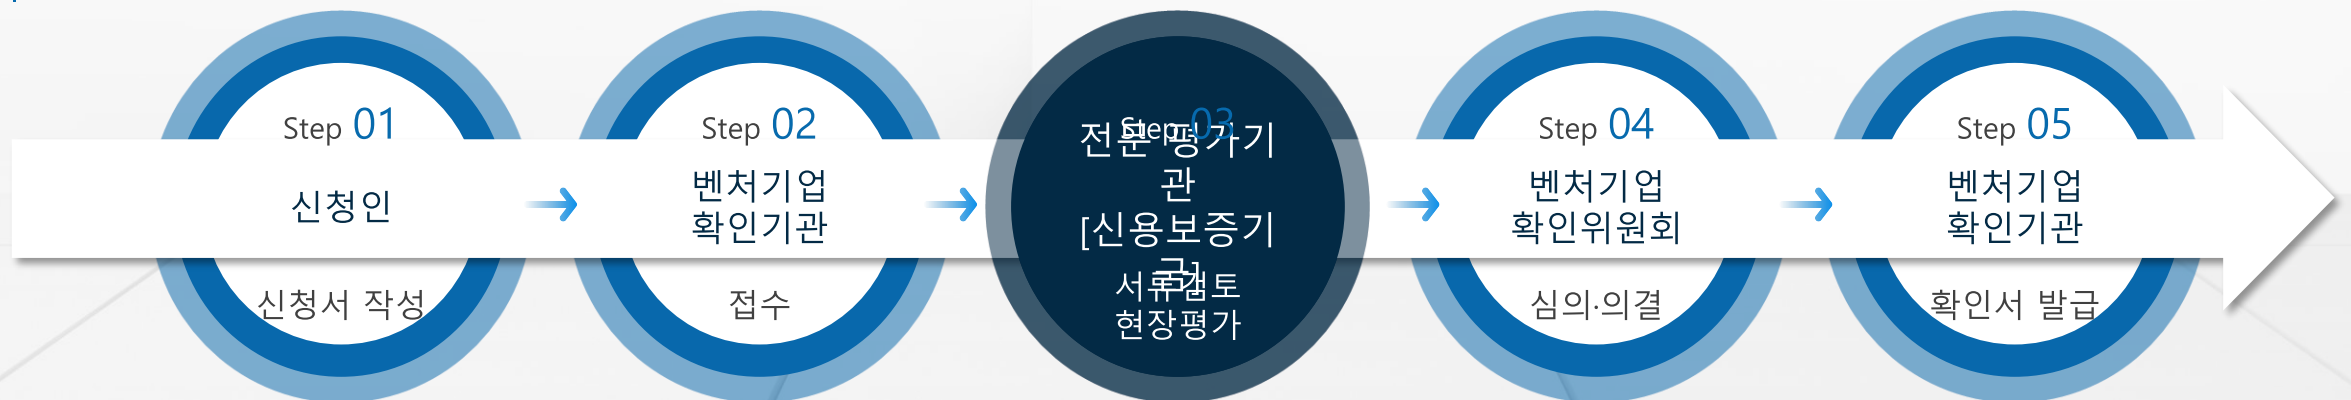 Step 01
신청인
신청서 작성
Step 02
벤처기업
확인기관
접수
Step 03
전문 평가기
관
[신용보증기
금]
서류검토
현장평가
Step 04
벤처기업
확인위원회
심의·의결
Step 05
벤처기업
확인기관
확인서 발급